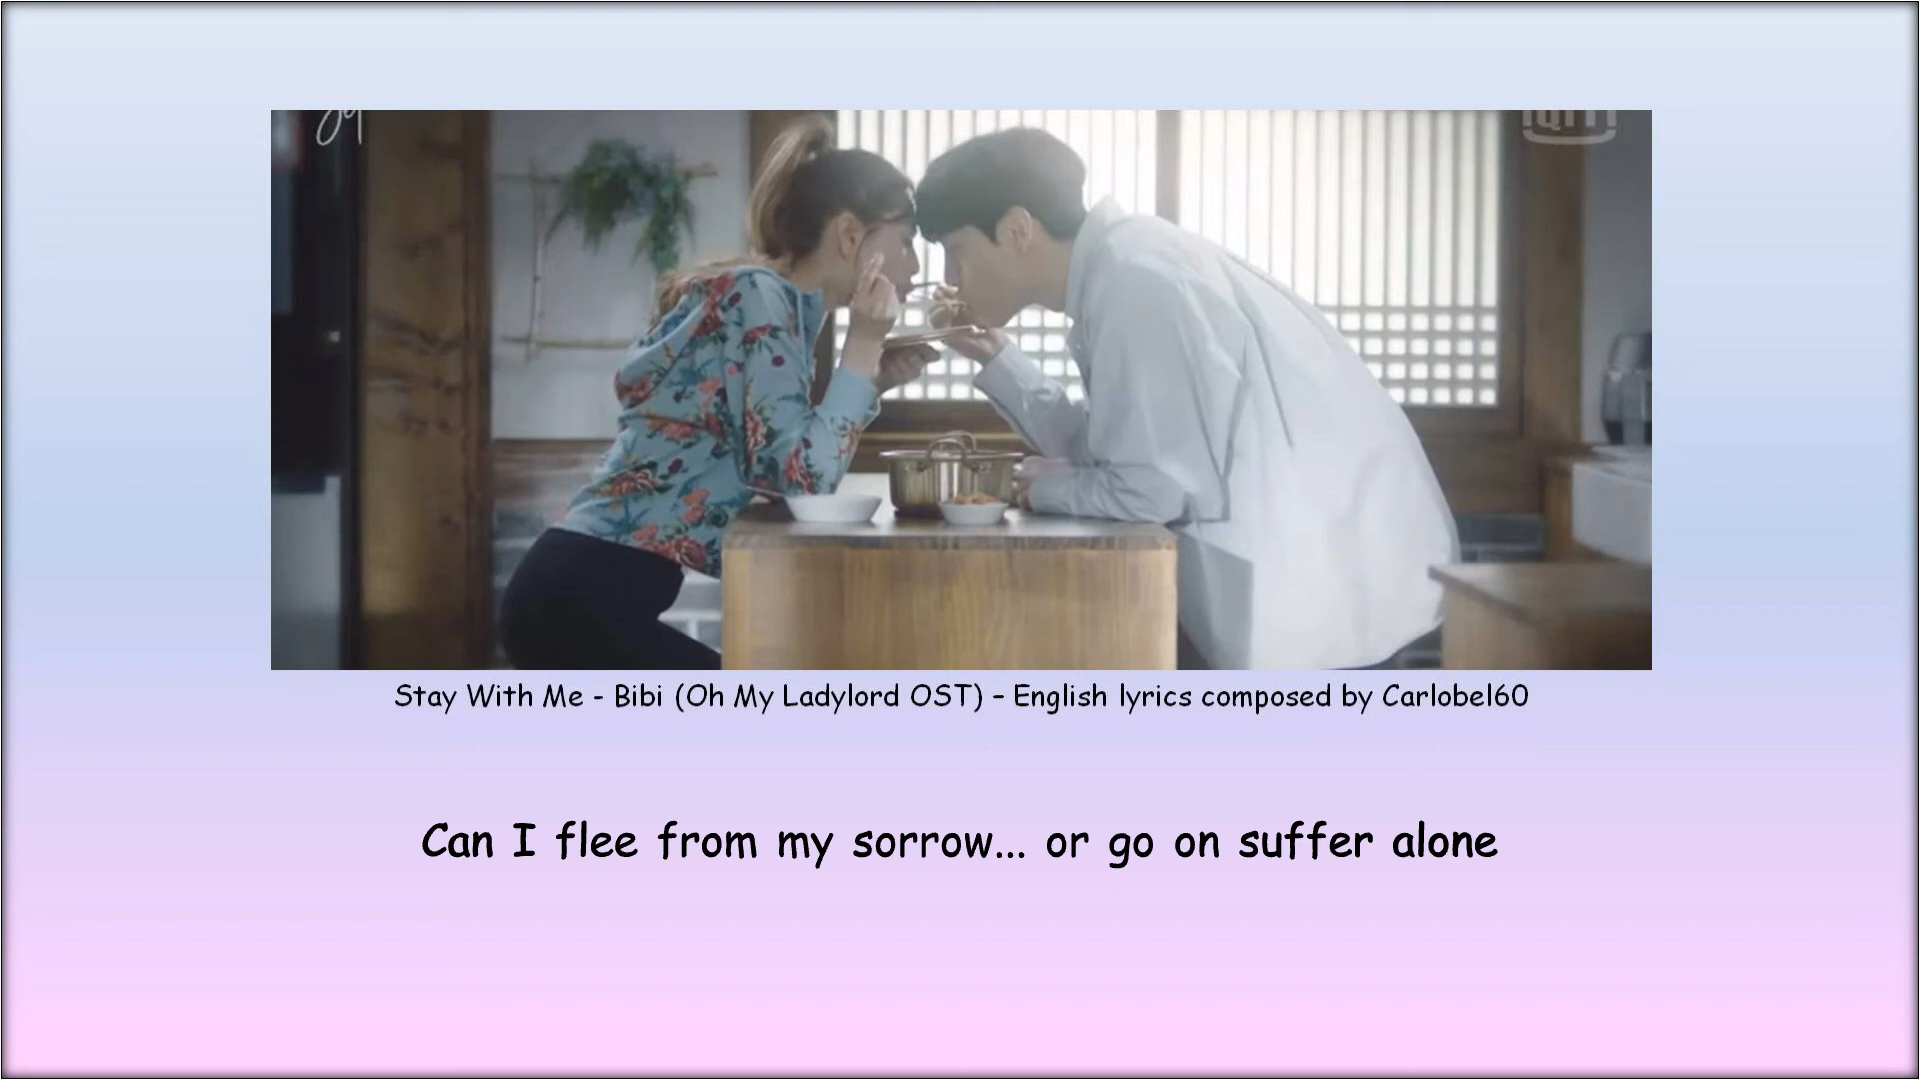 Stay With Me - Bibi (Oh My Ladylord OST) – English lyrics composed by Carlobel60
Can I flee from my sorrow... or go on suffer alone